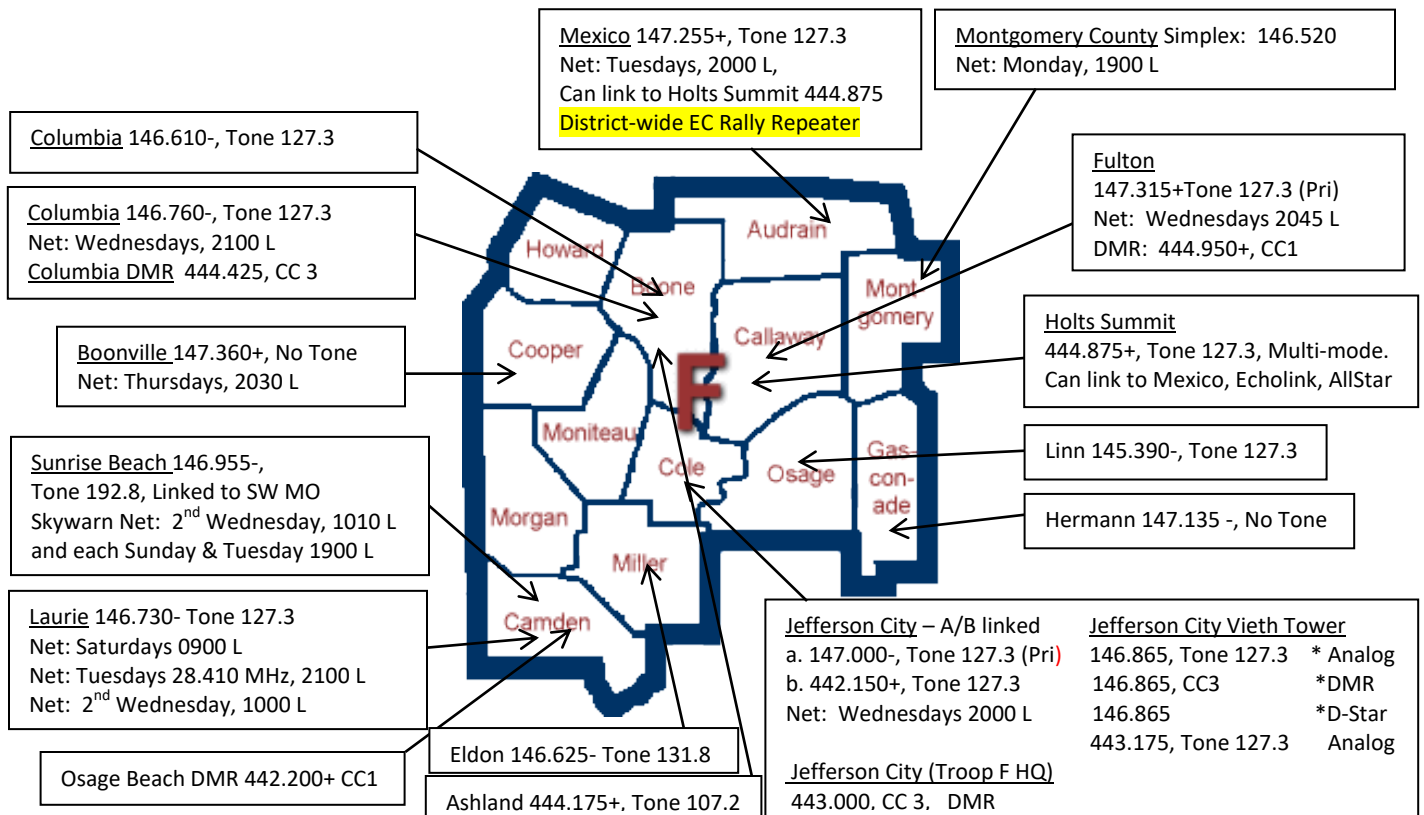 Mexico 147.255+, Tone 127.3
Net: Tuesdays, 2000 L,
Can link to Holts Summit 444.875
District-wide EC Rally Repeater
Montgomery County Simplex: 146.520
Net: Monday, 1900 L
Columbia 146.610-, Tone 127.3
Columbia 146.760-, Tone 127.3
Net: Wednesdays, 2100 L
Columbia DMR 444.425, CC 3
Fulton
147.315+Tone 127.3 (Pri)
Net: Wednesdays 2045 L
DMR: 444.950+, CC1
Boonville 147.360+, No Tone
Net: Thursdays, 2030 L
Holts Summit
444.875+, Tone 127.3, Multi-mode.
Can link to Mexico, Echolink, AllStar
Sunrise Beach 146.955-,
Tone 192.8, Linked to SW MO
Skywarn Net: 2nd Wednesday, 1010 L
and each Sunday & Tuesday 1900 L
Linn 145.390-, Tone 127.3
Hermann 147.135 -, No Tone
Laurie 146.730- Tone 127.3
Net: Saturdays 0900 L
Net: Tuesdays 28.410 MHz, 2100 L
Net: 2nd Wednesday, 1000 L
Osage Beach DMR 442.200+ CC1
Eldon 146.625- Tone 131.8
Ashland 444.175+, Tone 107.2
Jefferson City – A/B linked
a. 147.000-, Tone 127.3 (Pri)
b. 442.150+, Tone 127.3
Net: Wednesdays 2000 L
Jefferson City (Troop F HQ)
443.000, CC 3, DMR
Jefferson City Vieth Tower
146.865, Tone 127.3 * Analog
146.865, CC3 *DMR
146.865 *D-Star
443.175, Tone 127.3 Analog
Howard
Boone
Audrain
Mont
gomery
Cooper
Callaway
F
Moniteau
Cole
Osage
Gas-
con-
ade
Morgan
Miller
Camden